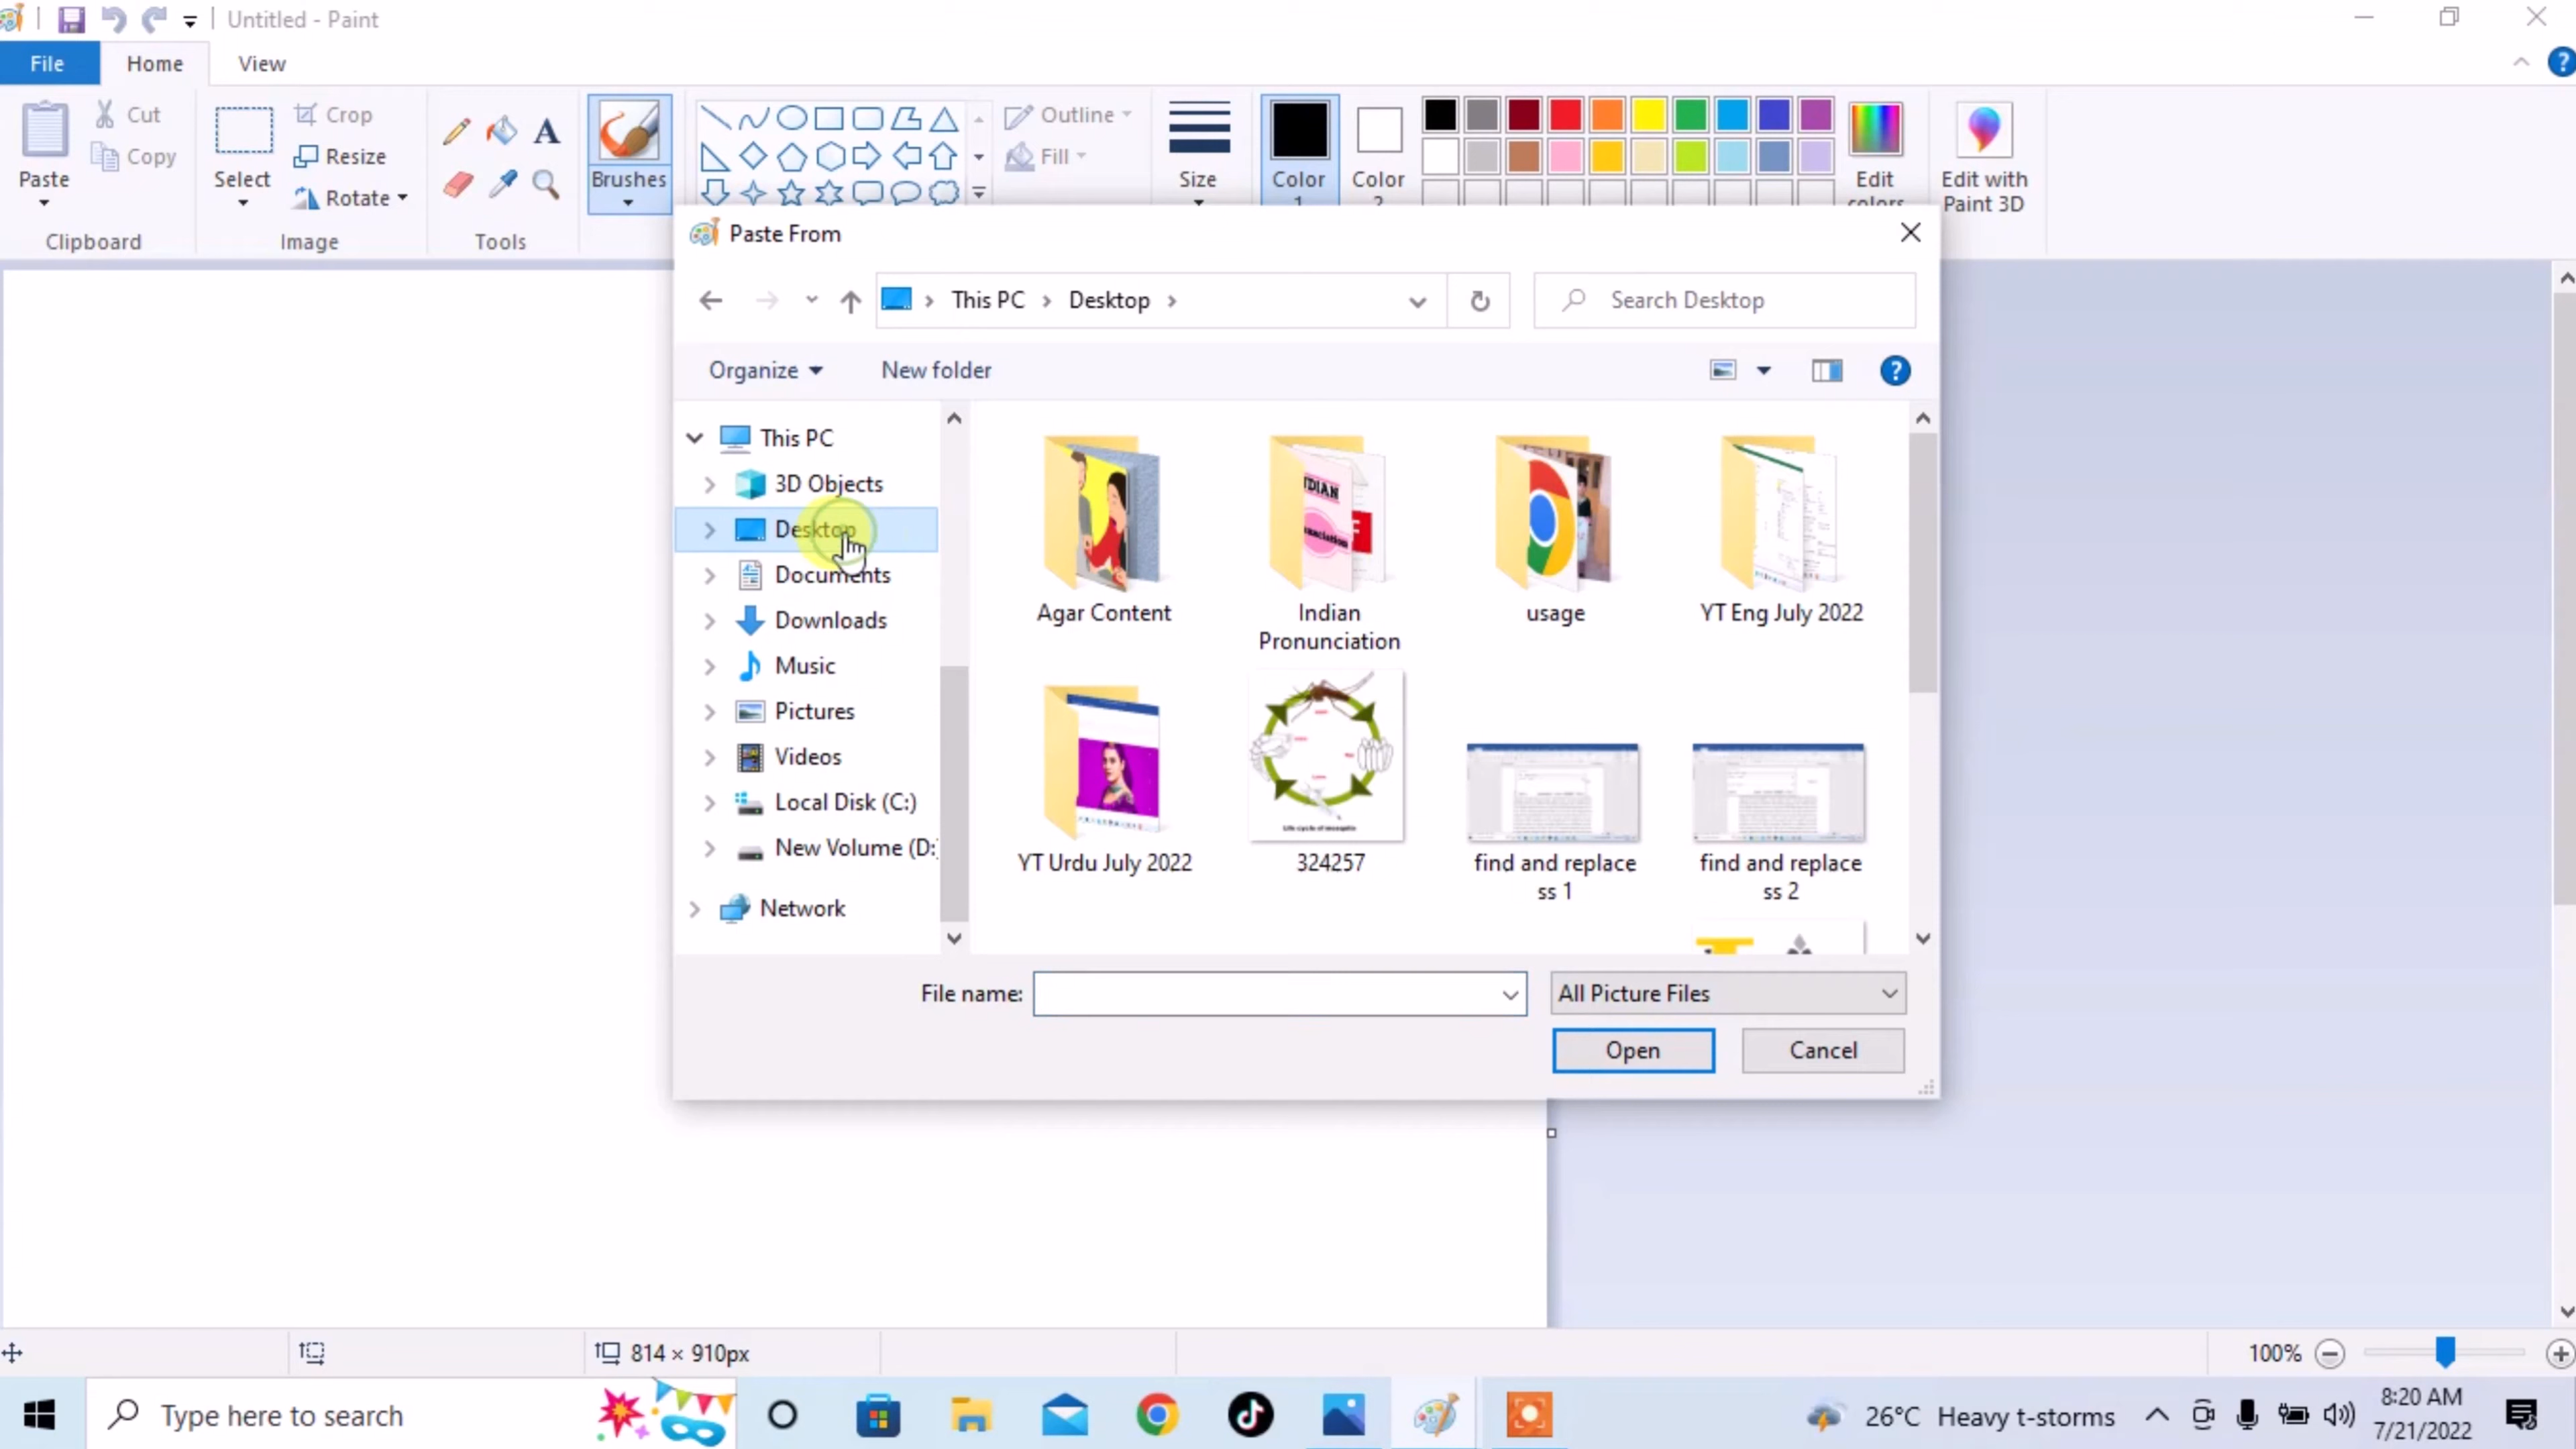 Untitled - Paint
File
Home
View
Paste
Cut
Copy
Clipboard
Select
Crop
Resize
Rotate
Image
Tools
Brushes
Outline
Fill
Size
Color
1
Color
2
Edit
colors
Edit with
Paint 3D
Paste From
This PC
Desktop
Search Desktop
Organize
New folder
This PC
3D Objects
Desktop
Documents
Downloads
Music
Pictures
Videos
Local Disk (C:)
New Volume (D:
Network
Agar Content
Indian
Pronunciation
usage
YT Eng July 2022
YT Urdu July 2022
324257
find and replace
ss 1
find and replace
ss 2
File name:
All Picture Files
Open
Cancel
814 × 910px
100%
Type here to search
26°C Heavy t-storms
8:20 AM
7/21/2022